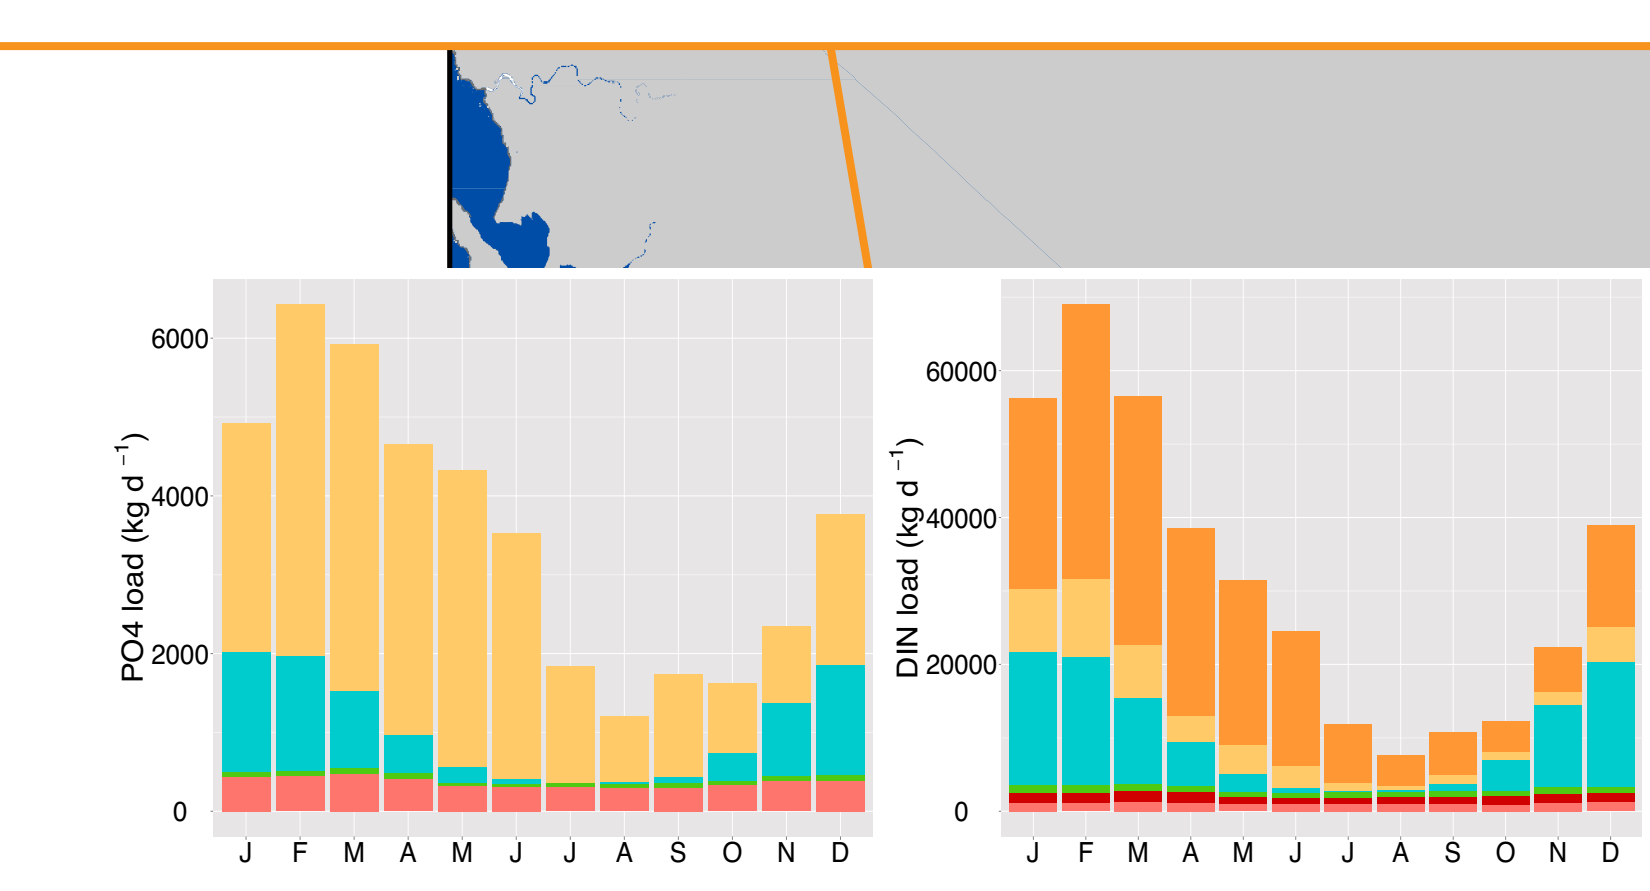 PO4 load (kg d −1)
6000
4000
2000
0
J F M A M J J A S O N D
DIN load (kg d −1)
60000
40000
20000
0
J F M A M J J A S O N D